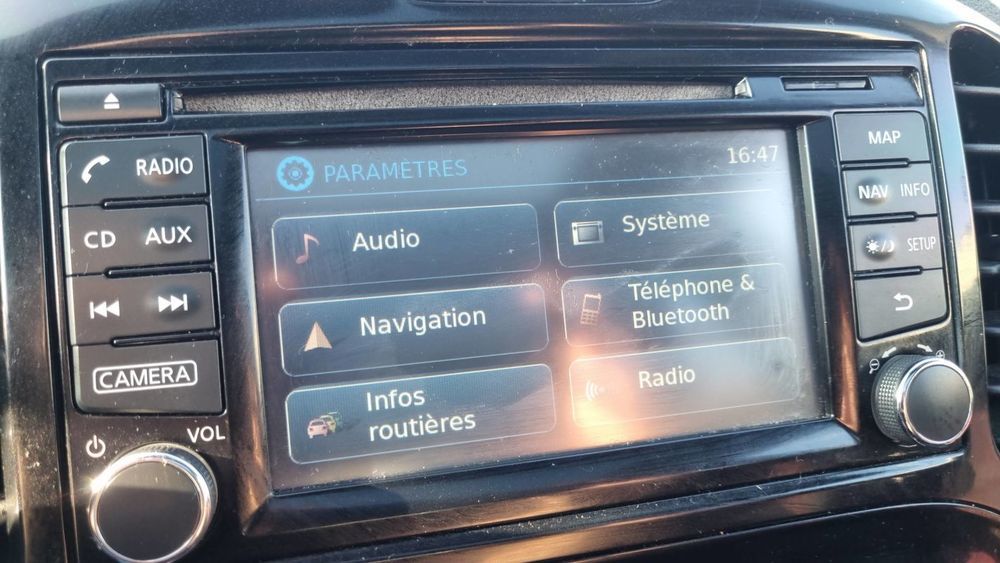 PARAMÈTRES 16:47
RADIO
CD AUX
CAMERA
VOL
Audio
Système
Navigation
Téléphone &
Bluetooth
Infos
routières
Radio
MAP
NAV INFO
SETUP